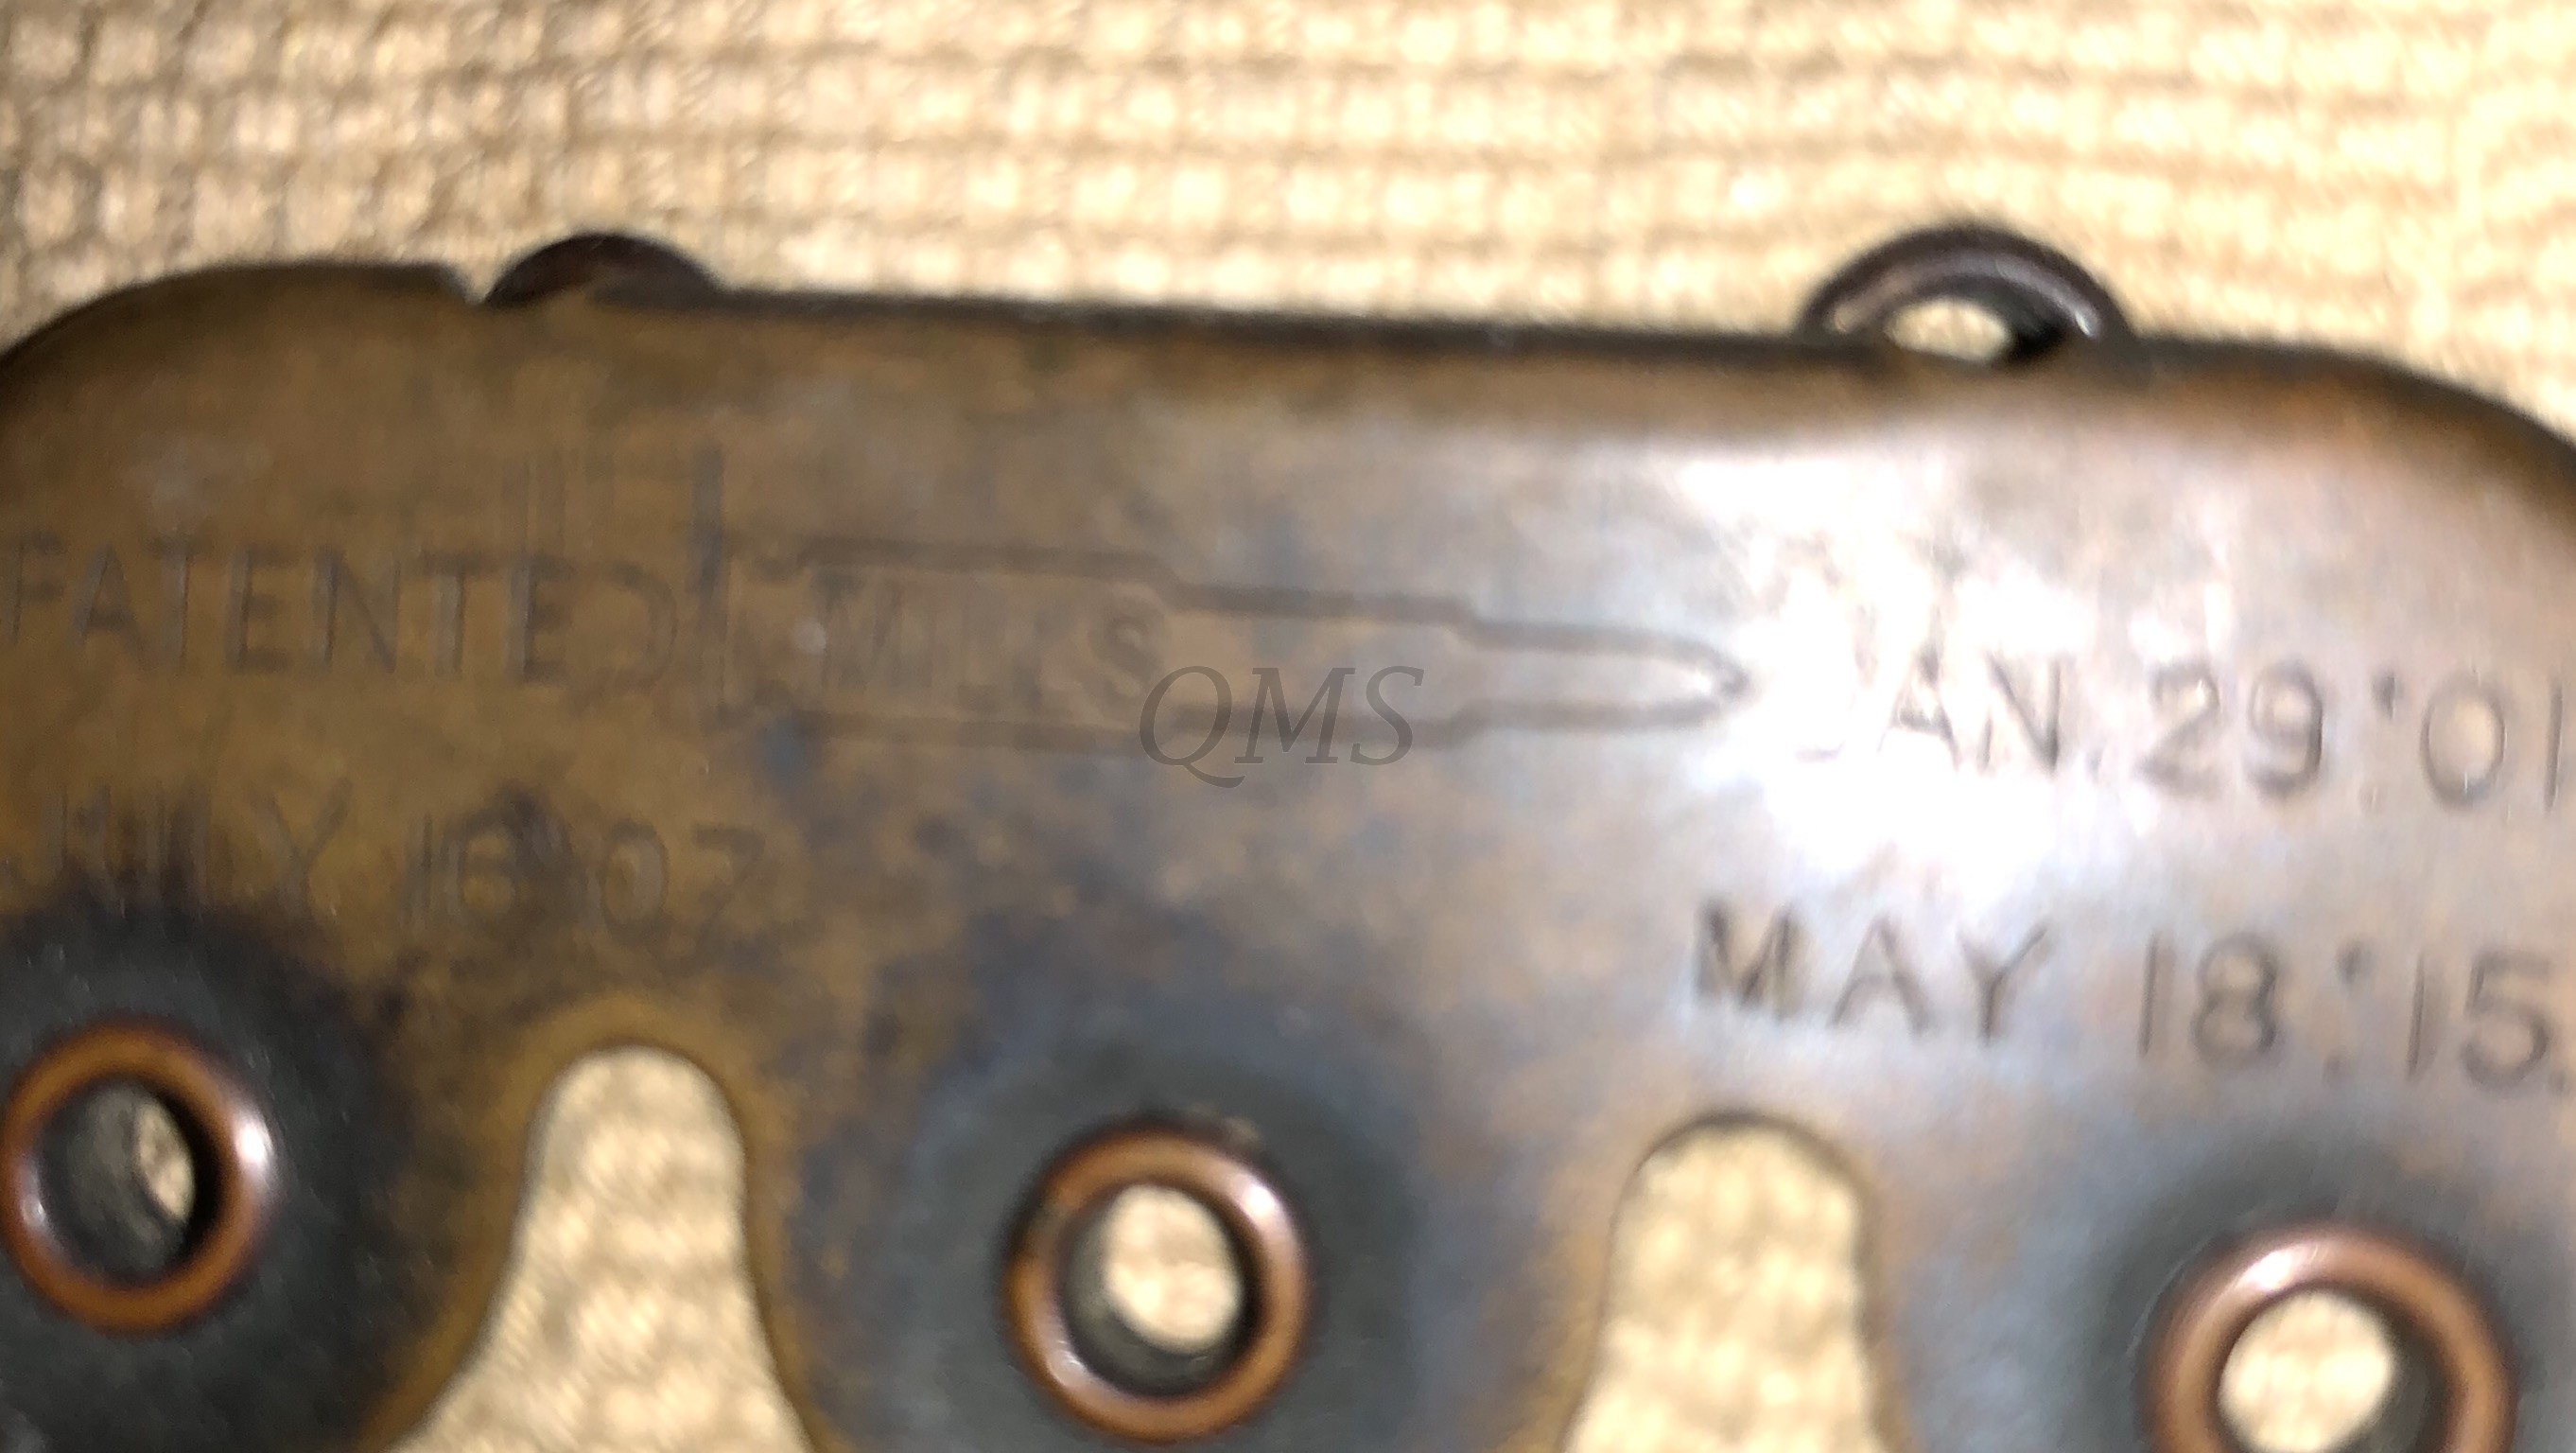 PATENTED MILLS JAN. 29.'01
JULY 16.'07 MAY 18.'15.
QMS